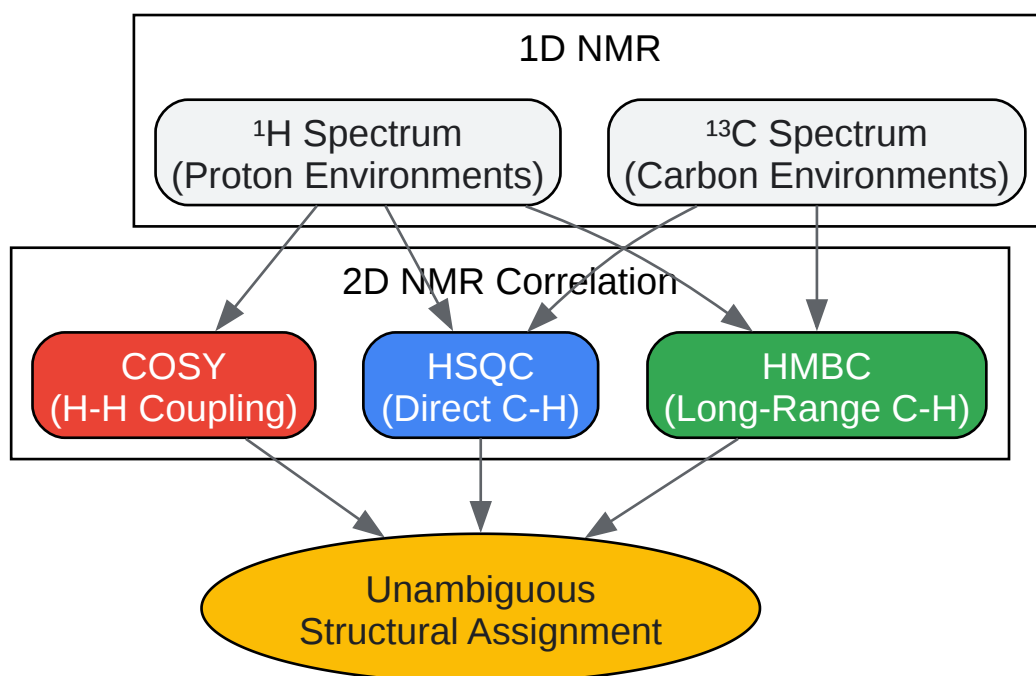 1D NMR
¹H Spectrum
(Proton Environments)
¹³C Spectrum
(Carbon Environments)
2D NMR Correlation
COSY
(H-H Coupling)
HSQC
(Direct C-H)
HMBC
(Long-Range C-H)
Unambiguous
Structural Assignment